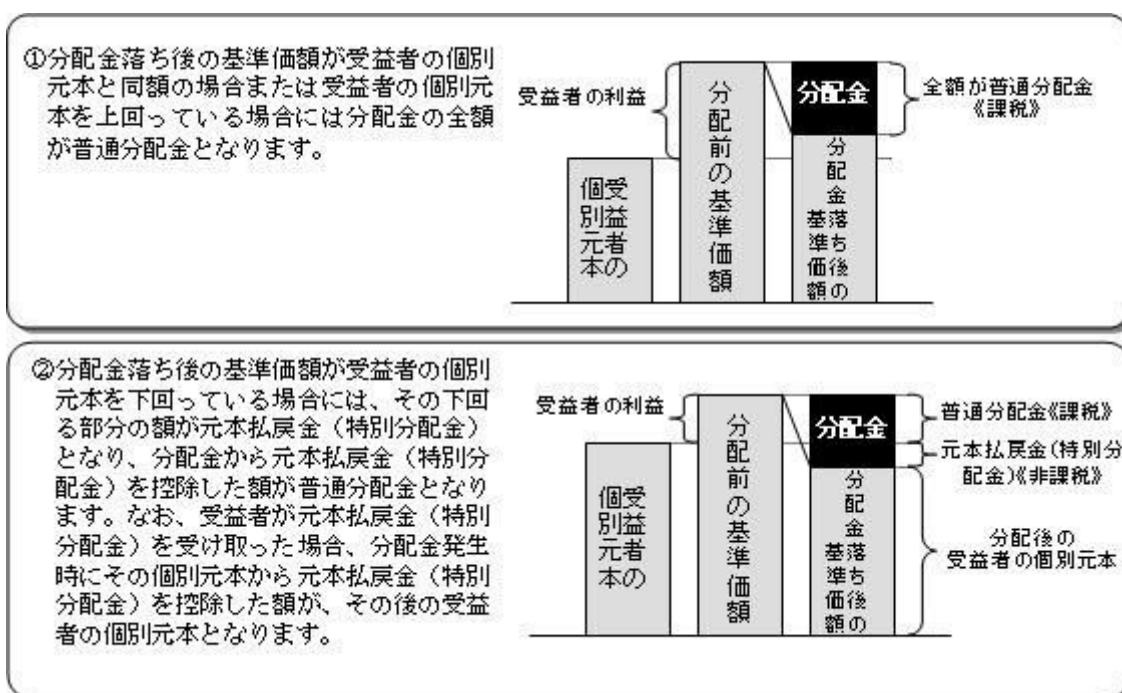 ①分配金落ち後の基準価額が受益者の個別
元本と同額の場合または受益者の個別元
本を上回っている場合には分配金の全額
が普通分配金となります。
受益者の利益
受益者の
個別元本
分配前の基準価額
分配金
分配金落ち後の
基準価額
全額が普通分配金
《課税》
②分配金落ち後の基準価額が受益者の個別
元本を下回っている場合には、その下回
る部分の額が元本払戻金（特別分配金）
となり、分配金から元本払戻金（特別分
配金）を控除した額が普通分配金となり
ます。なお、受益者が元本払戻金（特別
分配金）を受け取った場合、分配金発生
時にその個別元本から元本払戻金（特別
分配金）を控除した額が、その後の受益
者の個別元本となります。
受益者の利益
受益者の
個別元本
分配前の基準価額
分配金
分配金落ち後の
基準価額
普通分配金《課税》
元本払戻金(特別分
配金)《非課税》
分配後の
受益者の個別元本